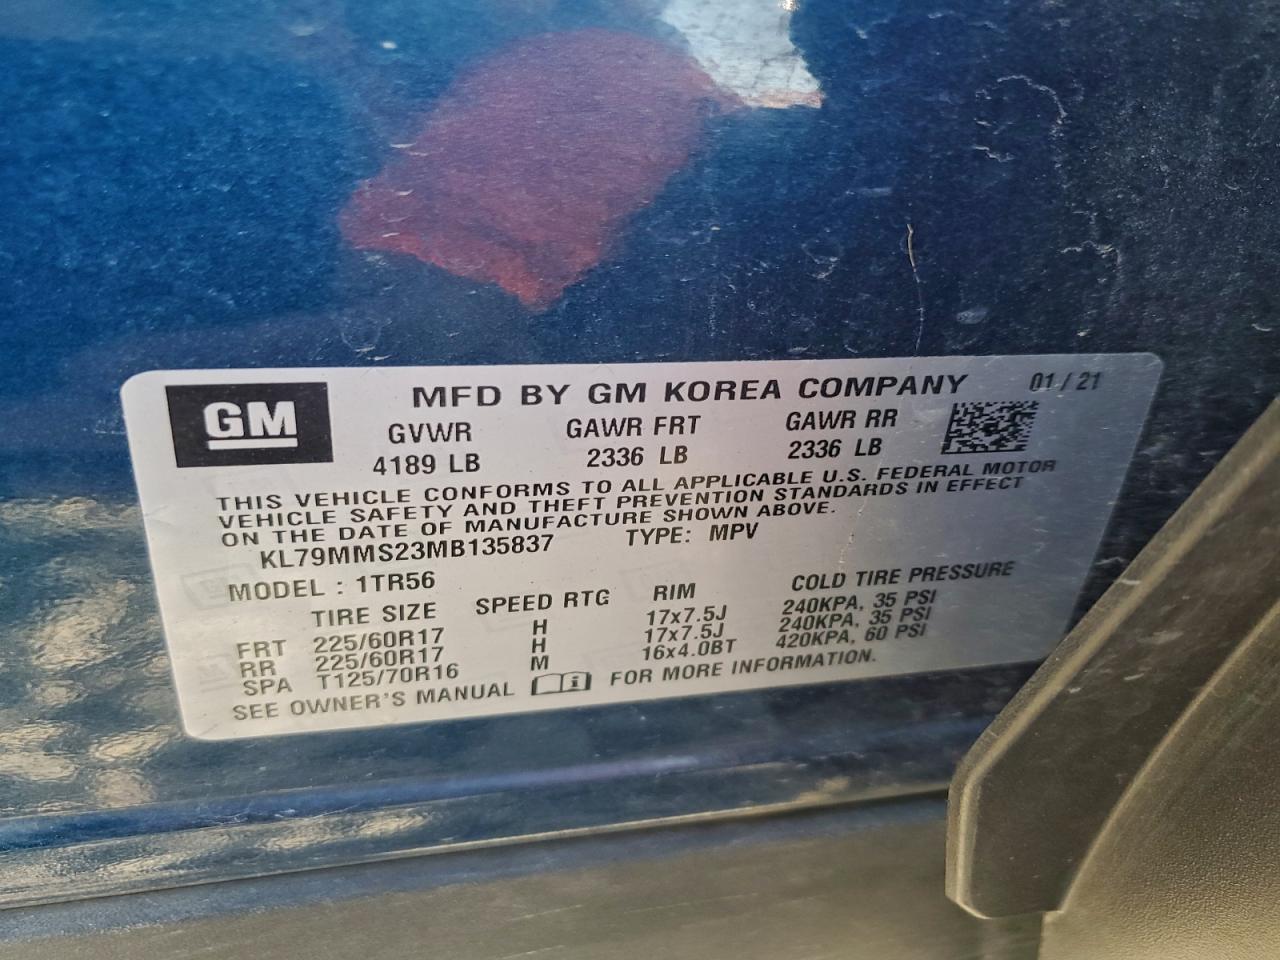 GM
MFD BY GM KOREA COMPANY 01 / 21
GVWR GAWR FRT GAWR RR
4189 LB 2336 LB 2336 LB
THIS VEHICLE CONFORMS TO ALL APPLICABLE U.S. FEDERAL MOTOR
VEHICLE SAFETY AND THEFT PREVENTION STANDARDS IN EFFECT
ON THE DATE OF MANUFACTURE SHOWN ABOVE.
KL79MMS23MB135837 TYPE: MPV
MODEL : 1TR56
TIRE SIZE SPEED RTG RIM COLD TIRE PRESSURE
FRT 225/60R17 H 17x7.5J 240KPA, 35 PSI
RR 225/60R17 H 17x7.5J 240KPA, 35 PSI
SPA T125/70R16 M 16x4.0BT 420KPA, 60 PSI
SEE OWNER'S MANUAL FOR MORE INFORMATION.